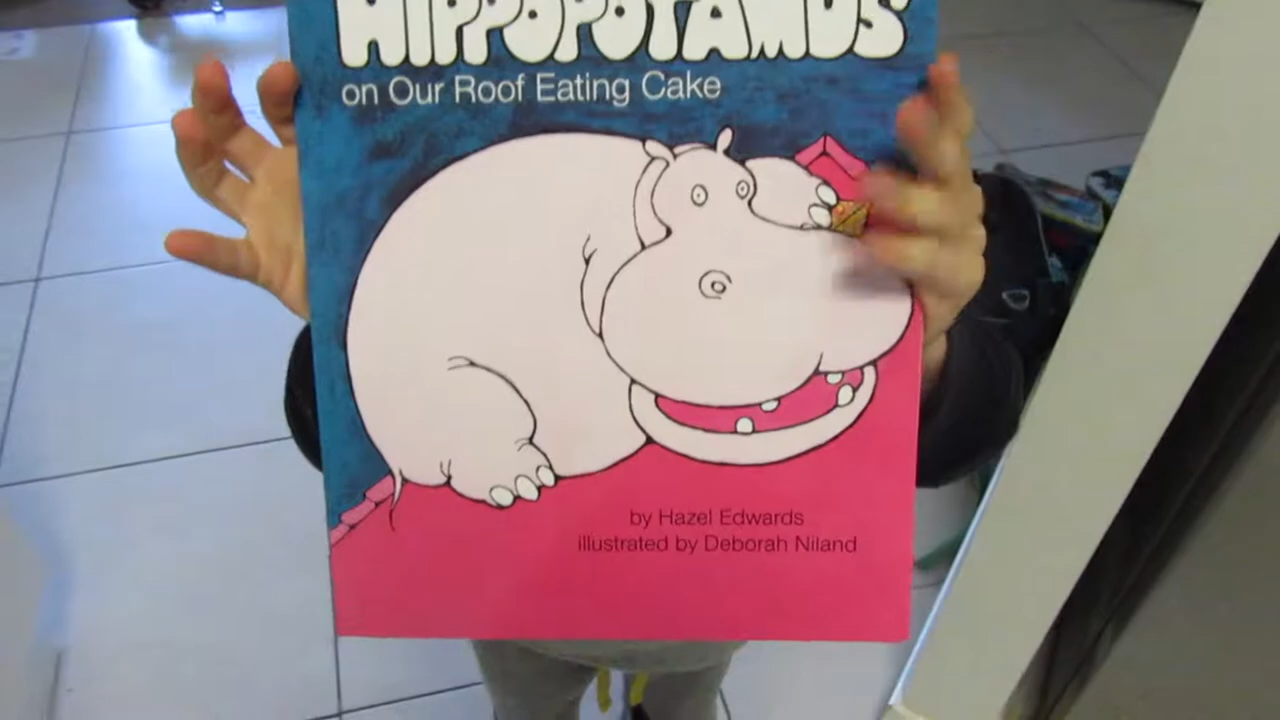 HIPPOPOTAMUS
on Our Roof Eating Cake
by Hazel Edwards
illustrated by Deborah Niland